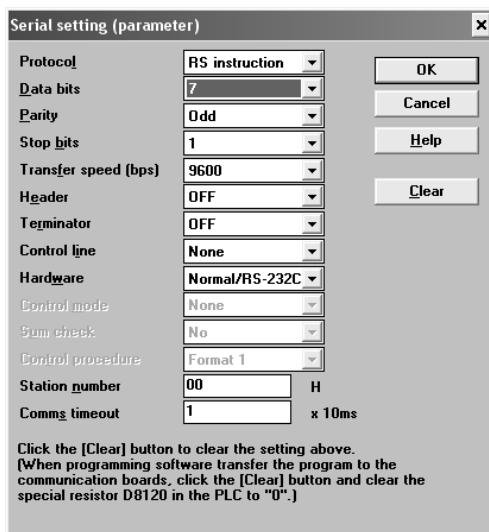 Serial setting (parameter)
Protocol RS instruction OK
Data bits 7
Cancel
Parity Odd
Stop bits 1 Help
Transfer speed (bps) 9600
Header OFF Clear
Terminator OFF
Control line None
Hardware Normal/RS-232C
Control mode None
Sum check No
Control procedure Format 1
Station number 00 H
Comms timeout 1 x 10ms
Click the [Clear] button to clear the setting above.
(When programming software transfer the program to the
communication boards, click the [Clear] button and clear the
special resistor D8120 in the PLC to "0".)